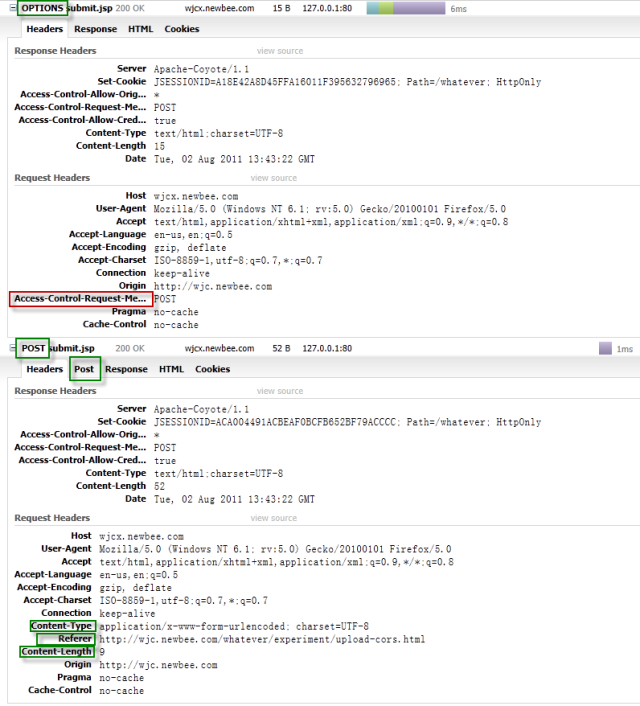 OPTIONS submit.jsp 200 OK wjcx.newbee.com 15 B 127.0.0.1:80 6ms
Headers Response HTML Cookies
Response Headers view source
Server Apache-Coyote/1.1
Set-Cookie JSESSIONID=A18E42A8D45FFA16011F395632796965; Path=/whatever; HttpOnly
Access-Control-Allow-Orig... *
Access-Control-Request-Me... POST
Access-Control-Allow-Cred... true
Content-Type text/html;charset=UTF-8
Content-Length 15
Date Tue, 02 Aug 2011 13:43:22 GMT
Request Headers view source
Host wjcx.newbee.com
User-Agent Mozilla/5.0 (Windows NT 6.1; rv:5.0) Gecko/20100101 Firefox/5.0
Accept text/html,application/xhtml+xml,application/xml;q=0.9,*/*;q=0.8
Accept-Language en-us,en;q=0.5
Accept-Encoding gzip, deflate
Accept-Charset ISO-8859-1,utf-8;q=0.7,*;q=0.7
Connection keep-alive
Origin http://wjc.newbee.com
Access-Control-Request-Me... POST
Pragma no-cache
Cache-Control no-cache
POST submit.jsp 200 OK wjcx.newbee.com 52 B 127.0.0.1:80 1ms
Headers Post Response HTML Cookies
Response Headers view source
Server Apache-Coyote/1.1
Set-Cookie JSESSIONID=ACA004491ACBEAF0BCFB652BF79ACCCC; Path=/whatever; HttpOnly
Access-Control-Allow-Orig... *
Access-Control-Request-Me... POST
Access-Control-Allow-Cred... true
Content-Type text/html;charset=UTF-8
Content-Length 52
Date Tue, 02 Aug 2011 13:43:22 GMT
Request Headers view source
Host wjcx.newbee.com
User-Agent Mozilla/5.0 (Windows NT 6.1; rv:5.0) Gecko/20100101 Firefox/5.0
Accept text/html,application/xhtml+xml,application/xml;q=0.9,*/*;q=0.8
Accept-Language en-us,en;q=0.5
Accept-Encoding gzip, deflate
Accept-Charset ISO-8859-1,utf-8;q=0.7,*;q=0.7
Connection keep-alive
Content-Type application/x-www-form-urlencoded; charset=UTF-8
Referer http://wjc.newbee.com/whatever/experiment/upload-cors.html
Content-Length 9
Origin http://wjc.newbee.com
Pragma no-cache
Cache-Control no-cache